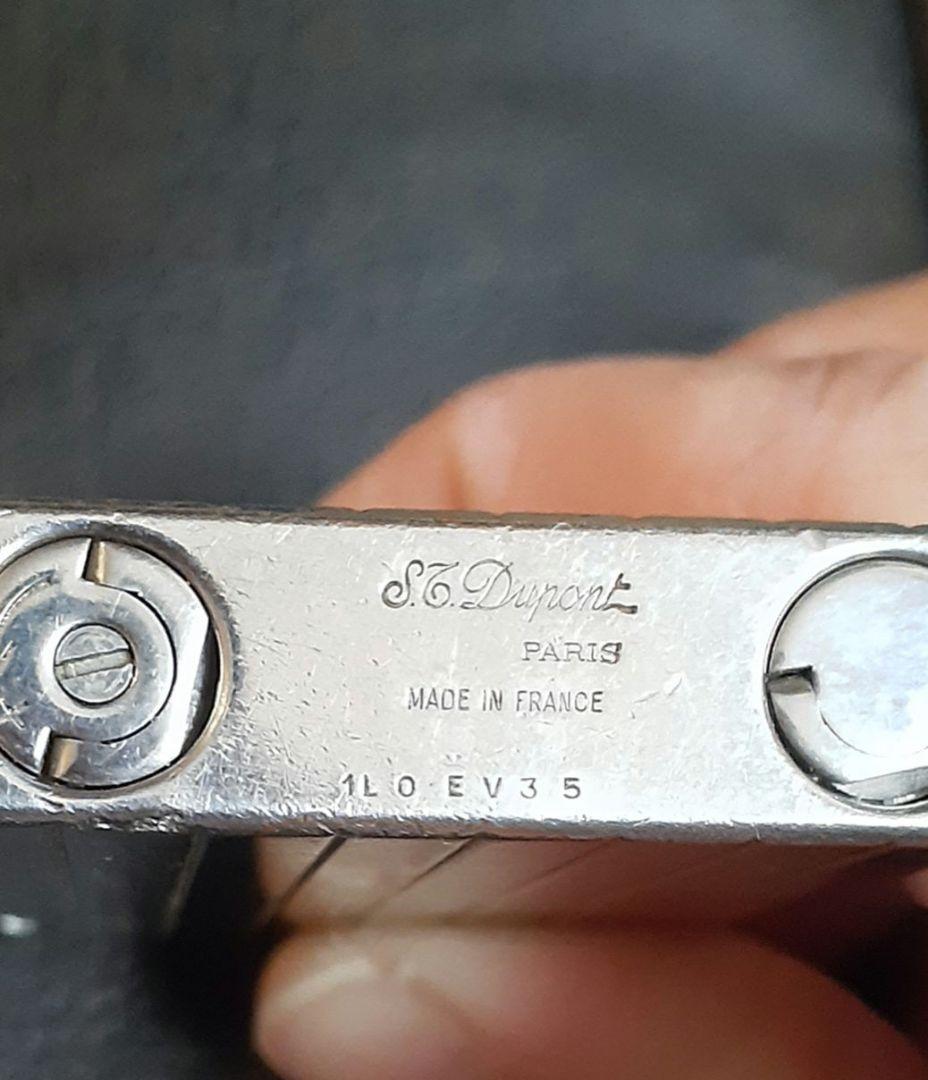 S.T. Dupont
PARIS
MADE IN FRANCE
1L0EV35